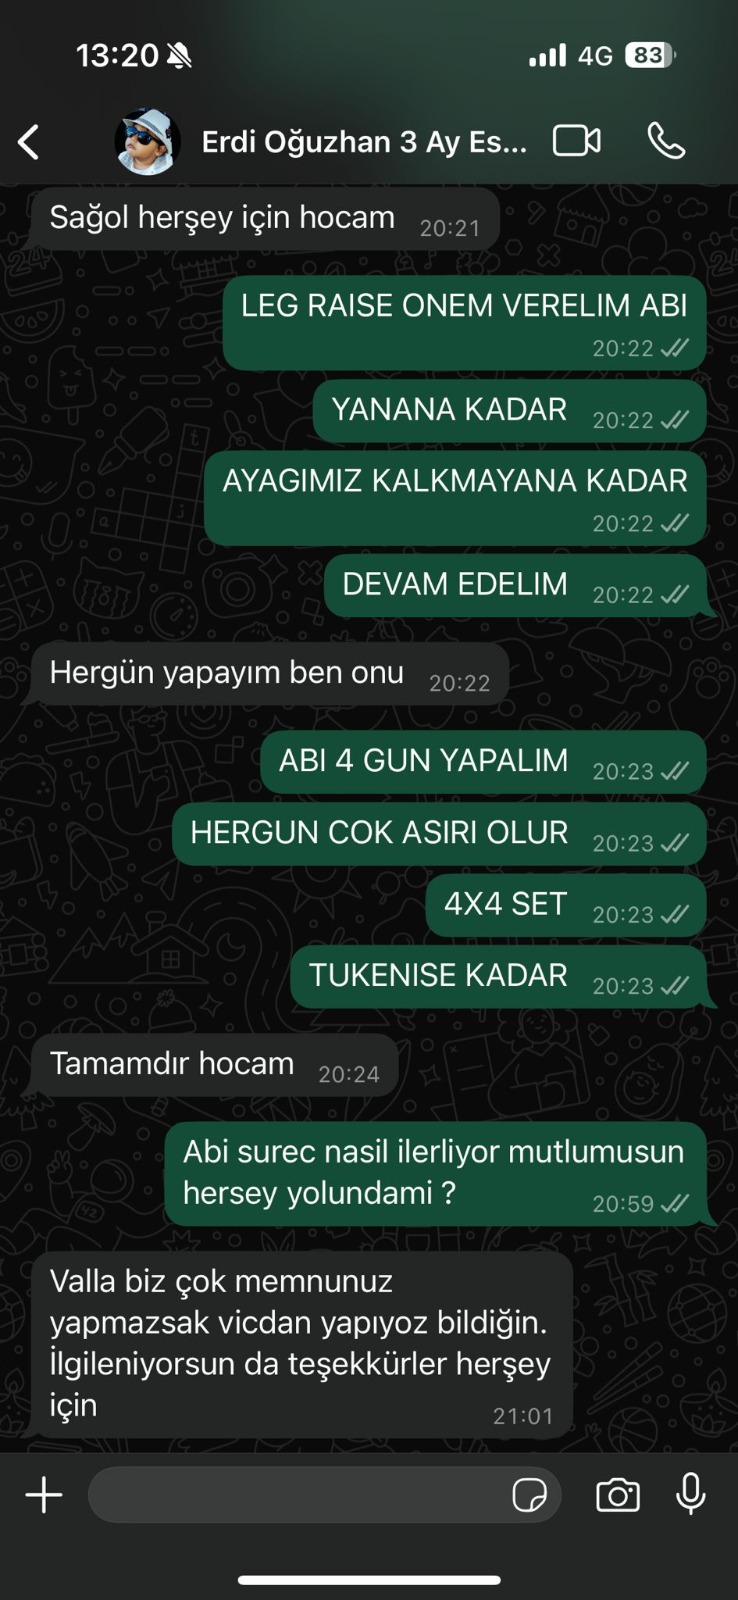 13:20
4G 83
Erdi Oğuzhan 3 Ay Es...
Sağol herşey için hocam 20:21
LEG RAISE ONEM VERELIM ABI
20:22
YANANA KADAR 20:22
AYAGIMIZ KALKMAYANA KADAR
20:22
DEVAM EDELIM 20:22
Hergün yapayım ben onu 20:22
ABI 4 GUN YAPALIM 20:23
HERGUN COK ASIRI OLUR 20:23
4X4 SET 20:23
TUKENISE KADAR 20:23
Tamamdır hocam 20:24
Abi surec nasil ilerliyor mutlumusun
hersey yolundami ? 20:59
Valla biz çok memnunuz
yapmazsak vicdan yapıyoz bildiğin.
İlgileniyorsun da teşekkürler herşey
için 21:01